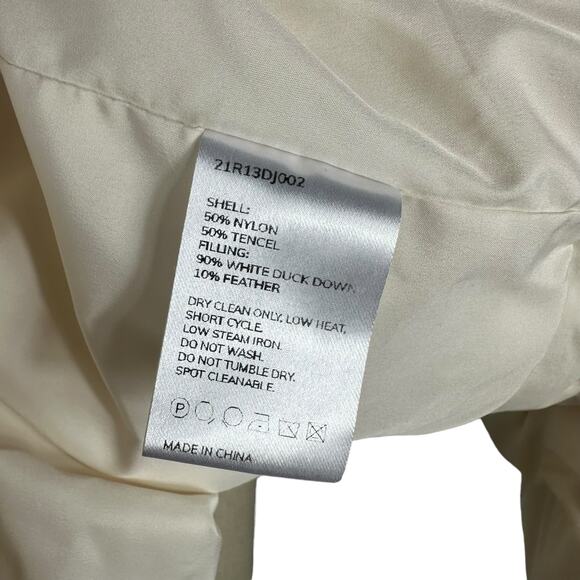 21R13DJ002
SHELL:
50% NYLON
50% TENCEL
FILLING:
90% WHITE DUCK DOWN
10% FEATHER
DRY CLEAN ONLY, LOW HEAT,
SHORT CYCLE.
LOW STEAM IRON.
DO NOT WASH.
DO NOT TUMBLE DRY.
SPOT CLEANABLE.
P
MADE IN CHINA